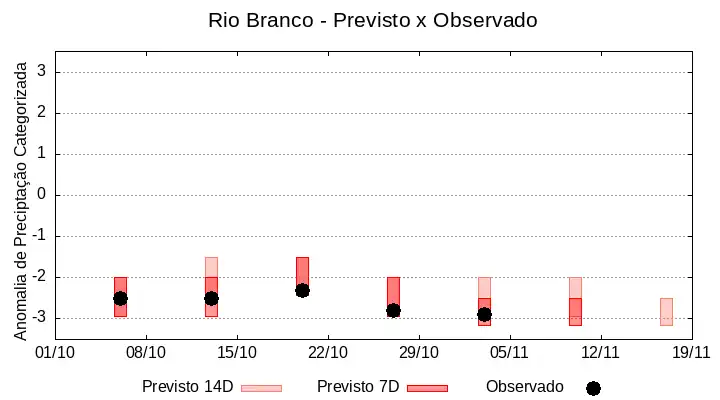 Rio Branco - Previsto x Observado
Anomalia de Preciptação Categorizada
3
2
1
0
-1
-2
-3
01/10 08/10 15/10 22/10 29/10 05/11 12/11 19/11
Previsto 14D Previsto 7D Observado